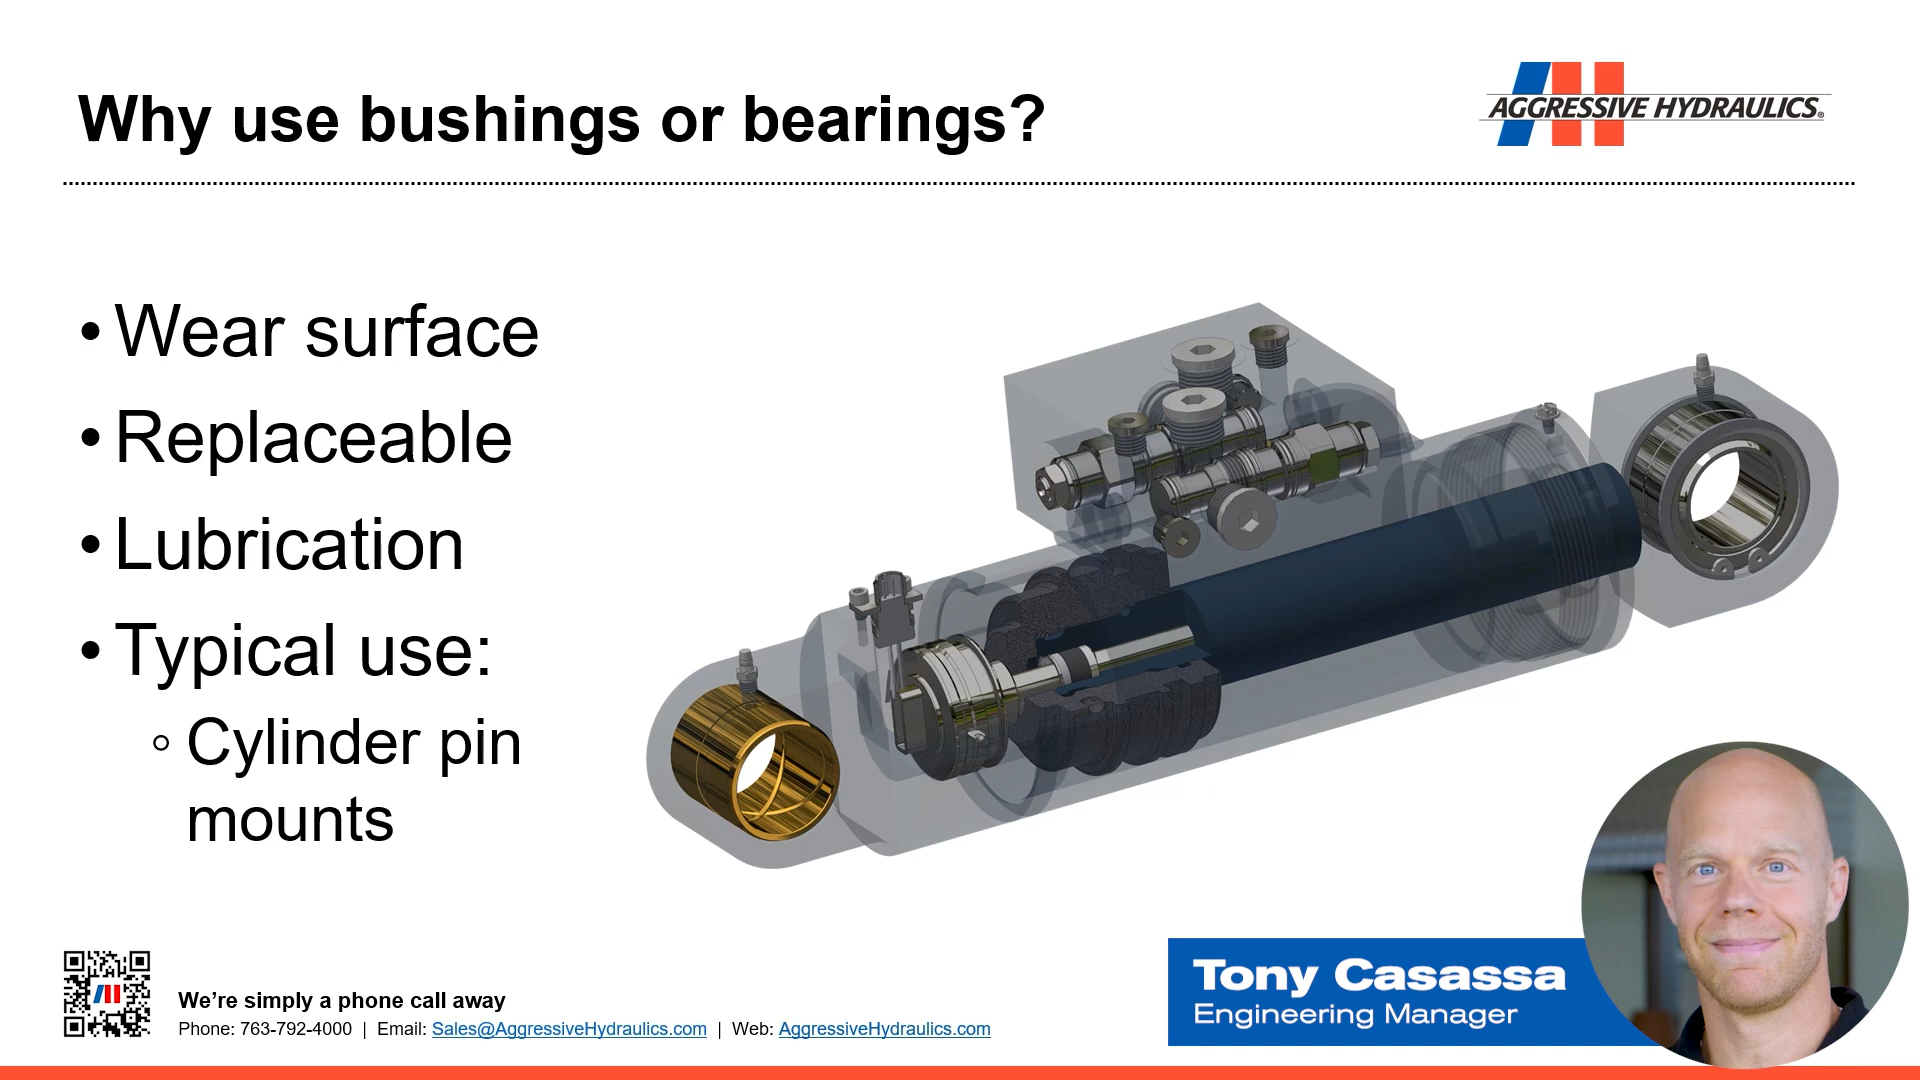 Why use bushings or bearings?
AGGRESSIVE HYDRAULICS®
• Wear surface
• Replaceable
• Lubrication
• Typical use:
◦ Cylinder pin
mounts
We’re simply a phone call away
Phone: 763-792-4000 | Email: Sales@AggressiveHydraulics.com | Web: AggressiveHydraulics.com
Tony Casassa
Engineering Manager